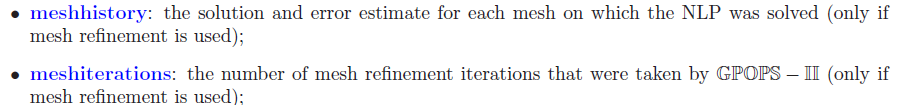 • meshhistory: the solution and error estimate for each mesh on which the NLP was solved (only if
mesh refinement is used);
• meshiterations: the number of mesh refinement iterations that were taken by 𝔾ℙ𝕆ℙ𝕊 − 𝕀𝕀 (only if
mesh refinement is used);